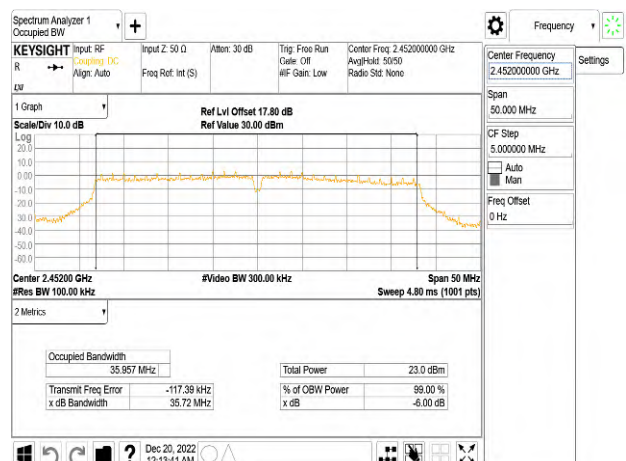 Spectrum Analyzer 1
Occupied BW
Frequency
KEYSIGHT Input: RF Input Z: 50 Ω Atten: 30 dB Trig: Free Run Center Freq: 2.452000000 GHz
R Coupling: DC Gate: Off Avg|Hold: 50/50
Align: Auto Freq Ref: Int (S) #IF Gain: Low Radio Std: None
Center Frequency
2.452000000 GHz
Settings
Span
50.000 MHz
CF Step
5.000000 MHz
Auto
Man
Freq Offset
0 Hz
1 Graph
Ref Lvl Offset 17.80 dB
Scale/Div 10.0 dB Ref Value 30.00 dBm
Log
20.0
10.0
0.00
-10.0
-20.0
-30.0
-40.0
-50.0
-60.0
Center 2.45200 GHz #Video BW 300.00 kHz Span 50 MHz
#Res BW 100.00 kHz Sweep 4.80 ms (1001 pts)
2 Metrics
Occupied Bandwidth
35.957 MHz Total Power 23.0 dBm
Transmit Freq Error -117.39 kHz % of OBW Power 99.00 %
x dB Bandwidth 35.72 MHz x dB -6.00 dB
? Dec 20, 2022
12:13:41 AM